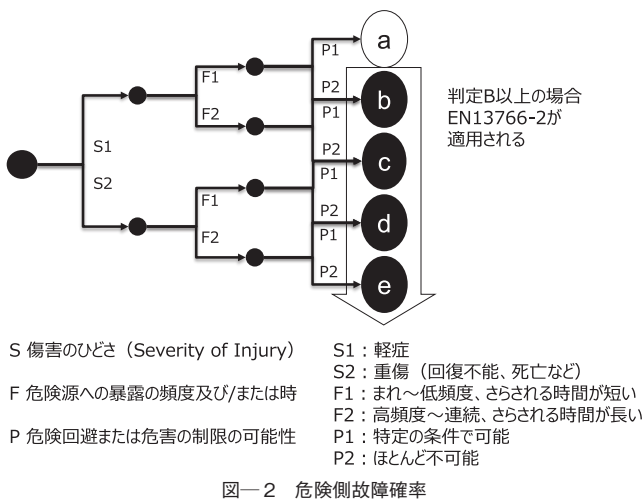 a
P1
F1
P2
b
P1
F2
S1
P2
c
S2
P1
F1
P2
d
F2
P1
P2
e
判定B以上の場合
EN13766-2が
適用される
S 傷害のひどさ（Severity of Injury）
F 危険源への暴露の頻度及び/または時
P 危険回避または危害の制限の可能性
S1：軽症
S2：重傷（回復不能、死亡など）
F1：まれ～低頻度、さらされる時間が短い
F2：高頻度～連続、さらされる時間が長い
P1：特定の条件で可能
P2：ほとんど不可能
図―2　危険側故障確率